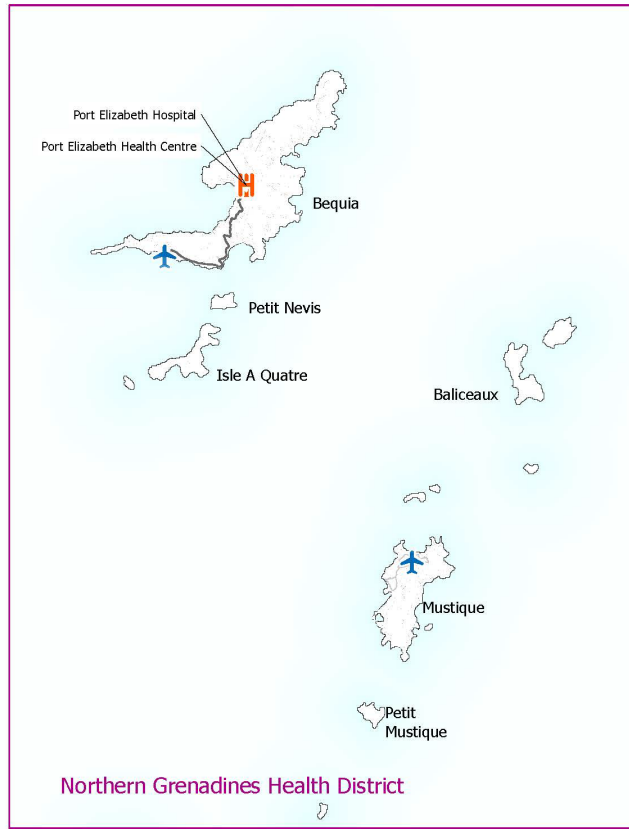 Port Elizabeth Hospital
Port Elizabeth Health Centre
H
Bequia
Petit Nevis
Isle A Quatre
Baliceaux
Mustique
Petit
Mustique
Northern Grenadines Health District